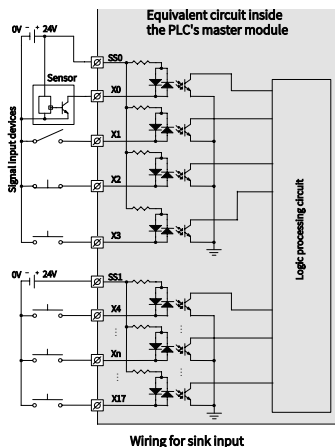 Equivalent circuit inside
the PLC's master module
0V - + 24V
SS0
Sensor
X0
X1
X2
X3
Signal input devices
Logic processing circuit
0V - + 24V
SS1
X4
Xn
X17
Wiring for sink input